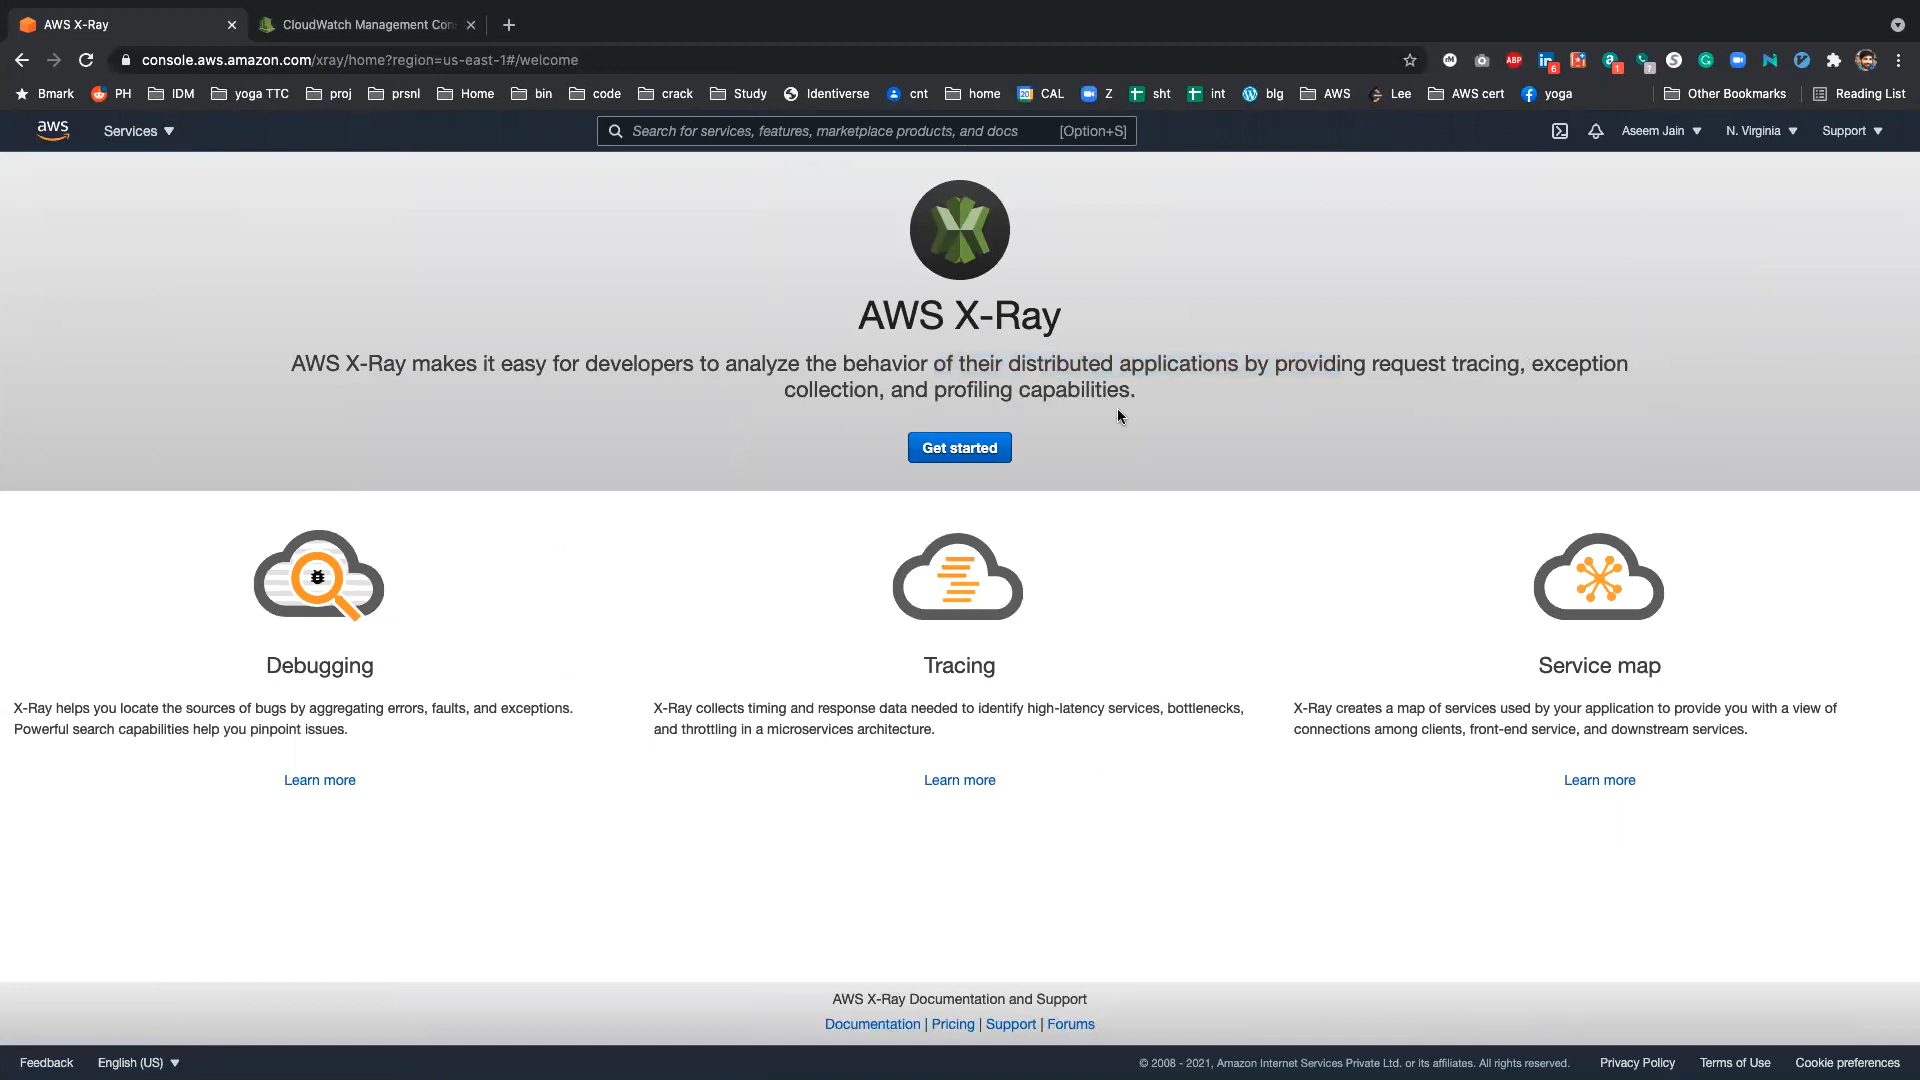 AWS X-Ray
CloudWatch Management Con
console.aws.amazon.com/xray/home?region=us-east-1#/welcome
Bmark PH IDM yoga TTC proj prsnl Home bin code crack Study Identiverse cnt home CAL Z sht int blg AWS Lee AWS cert yoga Other Bookmarks Reading List
aws Services Search for services, features, marketplace products, and docs [Option+S] Aseem Jain N. Virginia Support
AWS X-Ray
AWS X-Ray makes it easy for developers to analyze the behavior of their distributed applications by providing request tracing, exception
collection, and profiling capabilities.
Get started
Debugging
X-Ray helps you locate the sources of bugs by aggregating errors, faults, and exceptions.
Powerful search capabilities help you pinpoint issues.
Learn more
Tracing
X-Ray collects timing and response data needed to identify high-latency services, bottlenecks,
and throttling in a microservices architecture.
Learn more
Service map
X-Ray creates a map of services used by your application to provide you with a view of
connections among clients, front-end service, and downstream services.
Learn more
AWS X-Ray Documentation and Support
Documentation | Pricing | Support | Forums
Feedback English (US) © 2008 - 2021, Amazon Internet Services Private Ltd. or its affiliates. All rights reserved. Privacy Policy Terms of Use Cookie preferences